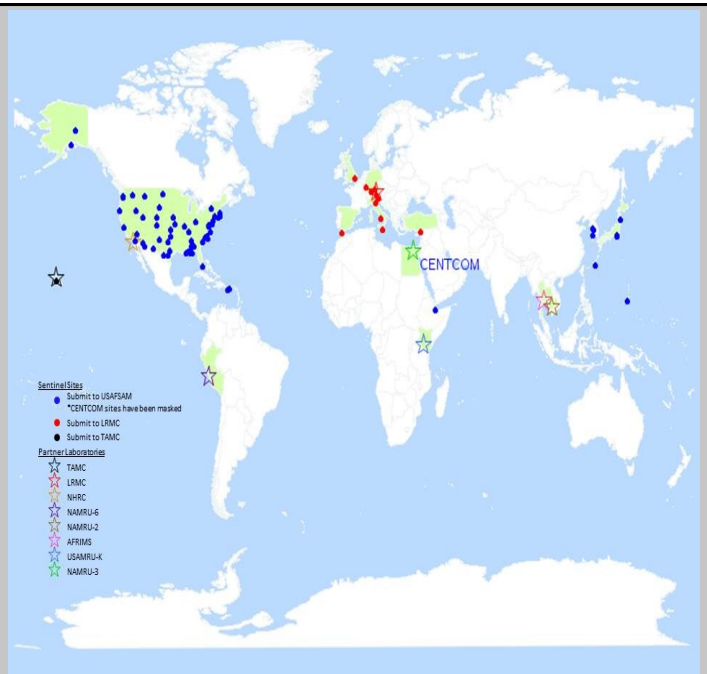 CENTCOM
Sentinel Sites
Submit to USAFSAM
*CENTCOM sites have been masked
Submit to LRMC
Submit to TAMC
Partner Laboratories
TAMC
LRMC
NHRC
NAMRU-6
NAMRU-2
AFRIMS
USAMRU-K
NAMRU-3